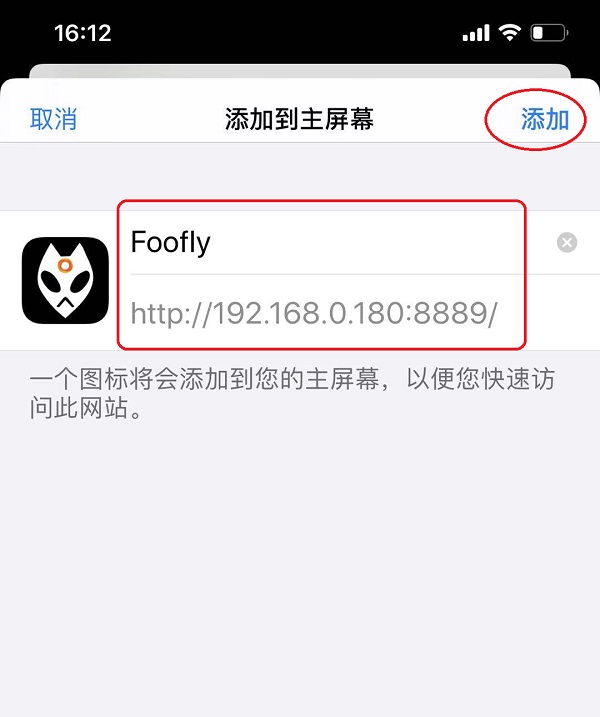 16:12
取消
添加到主屏幕
添加
Foofly
http://192.168.0.180:8889/
一个图标将会添加到您的主屏幕，以便您快速访
问此网站。